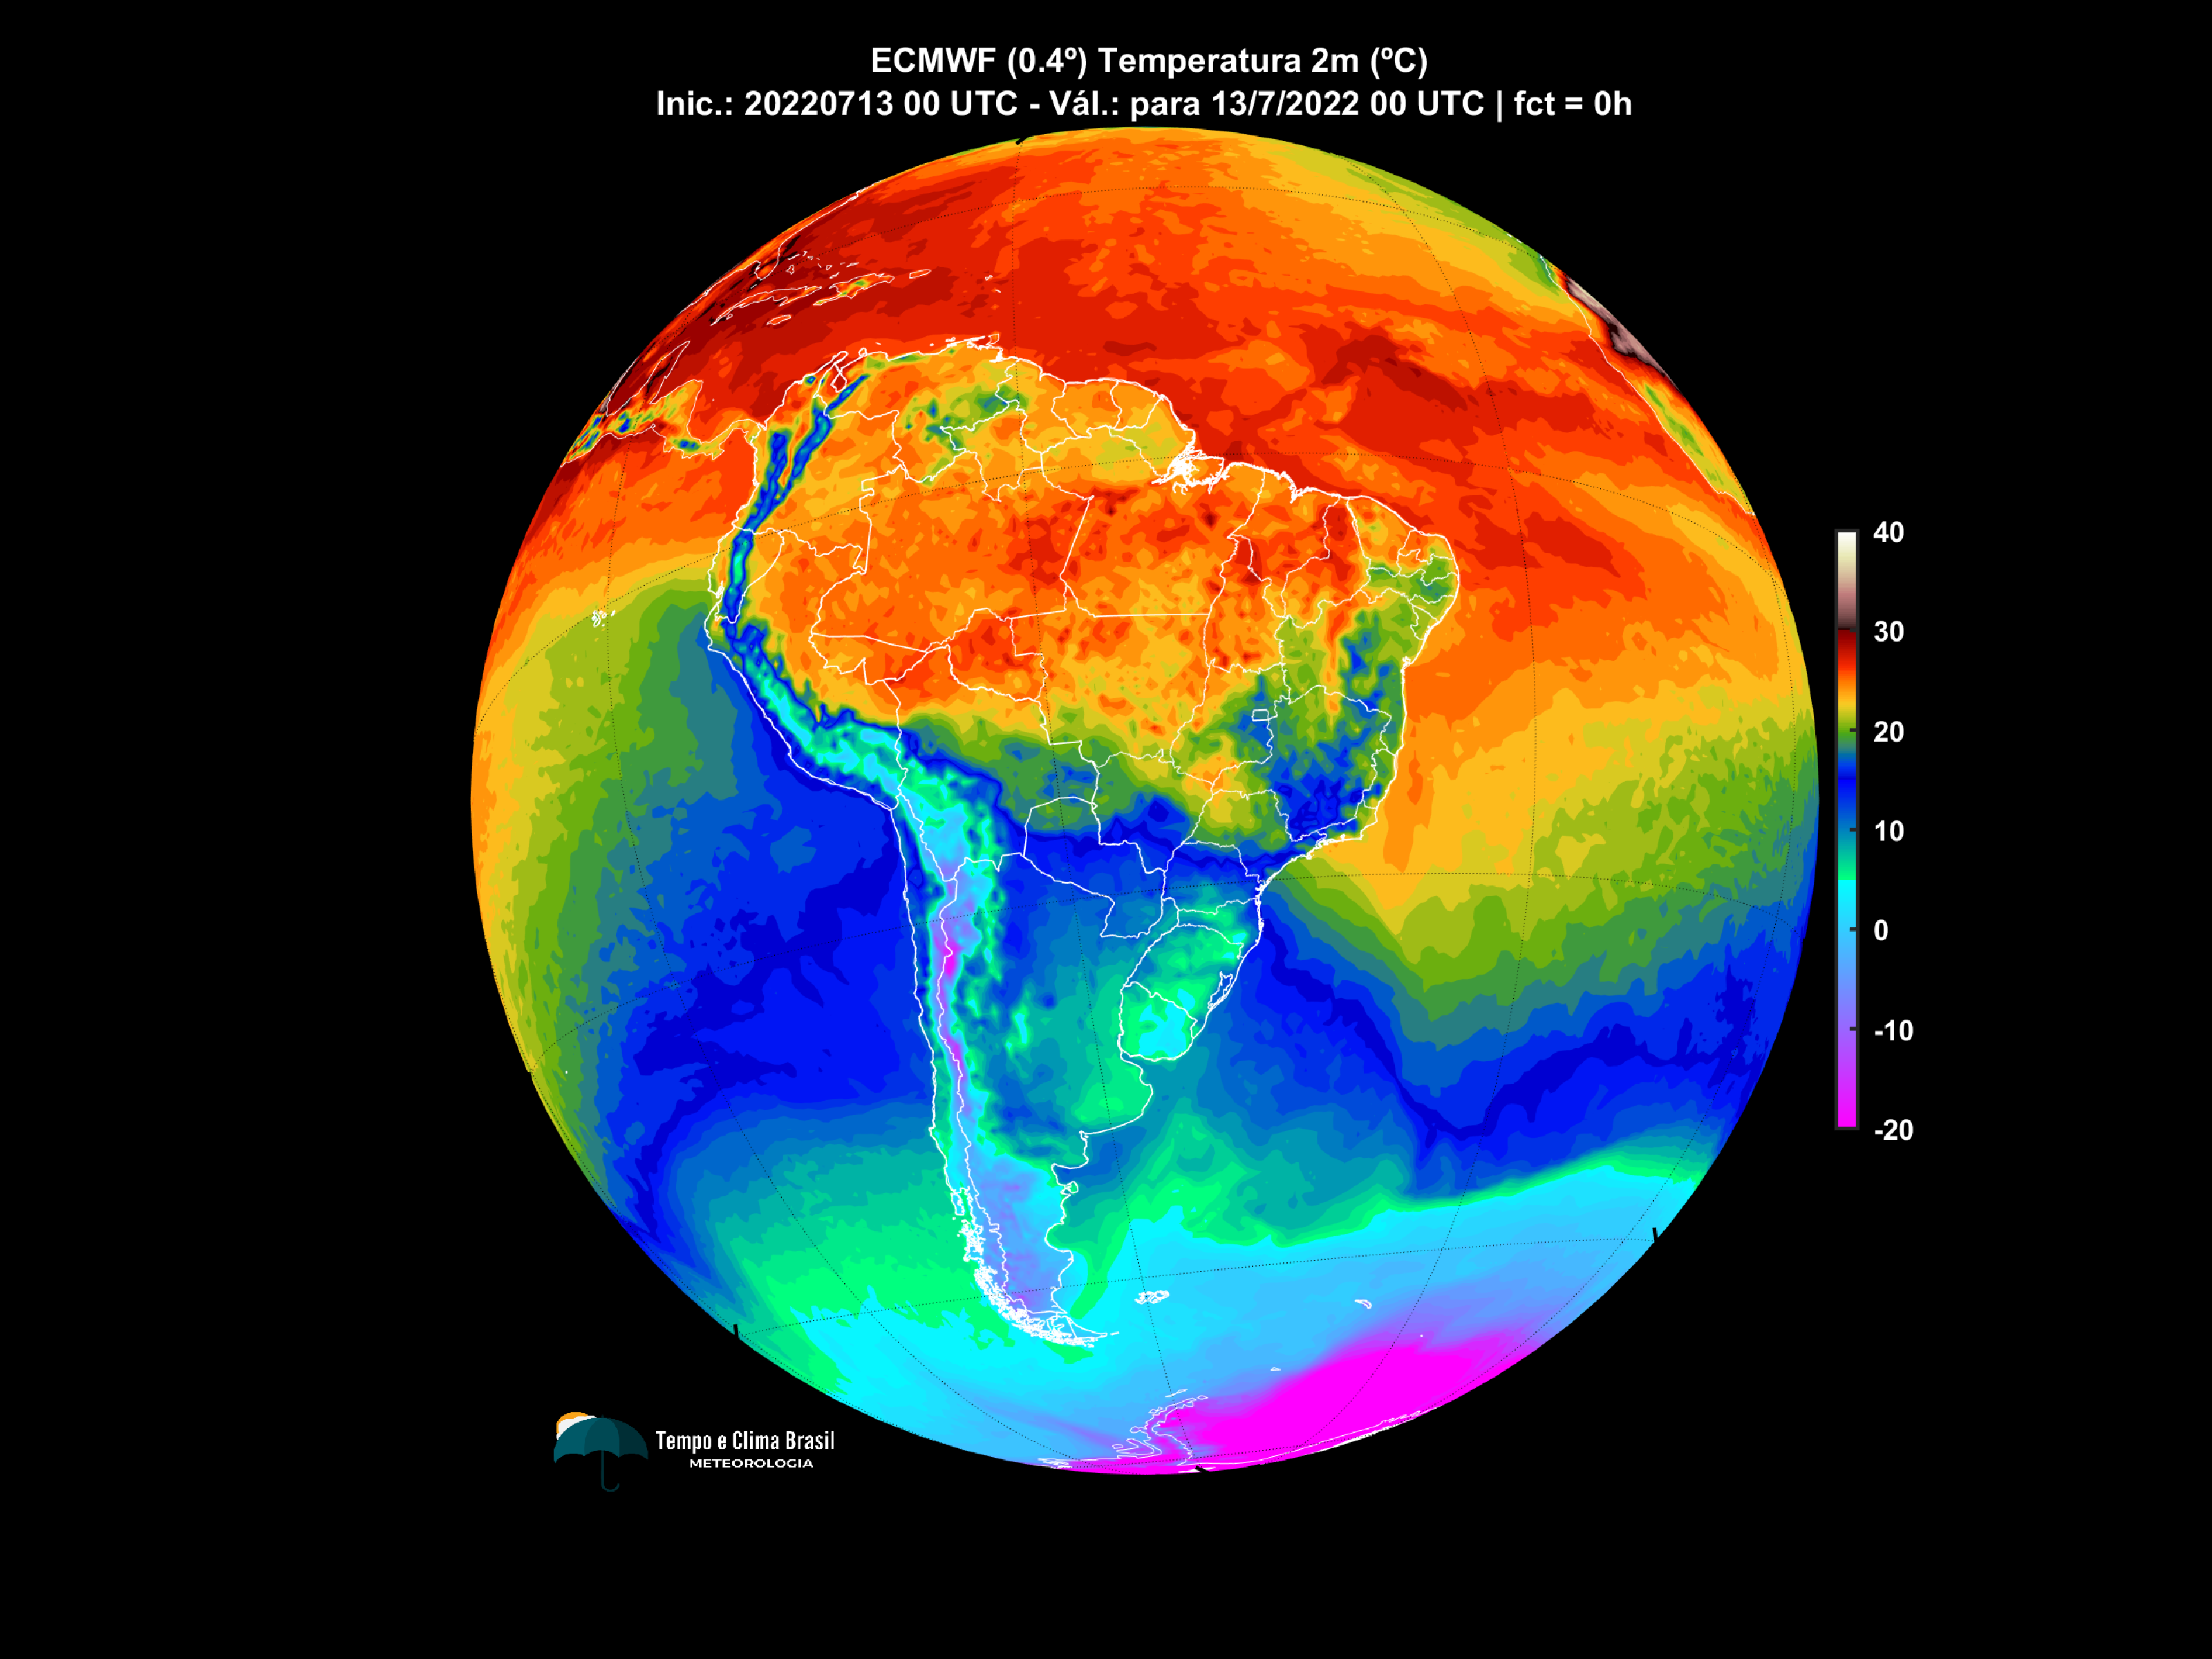 ECMWF (0.4º) Temperatura 2m (ºC)
Inic.: 20220713 00 UTC - Vál.: para 13/7/2022 00 UTC | fct = 0h
40
30
20
10
0
-10
-20
Tempo e Clima Brasil
METEOROLOGIA